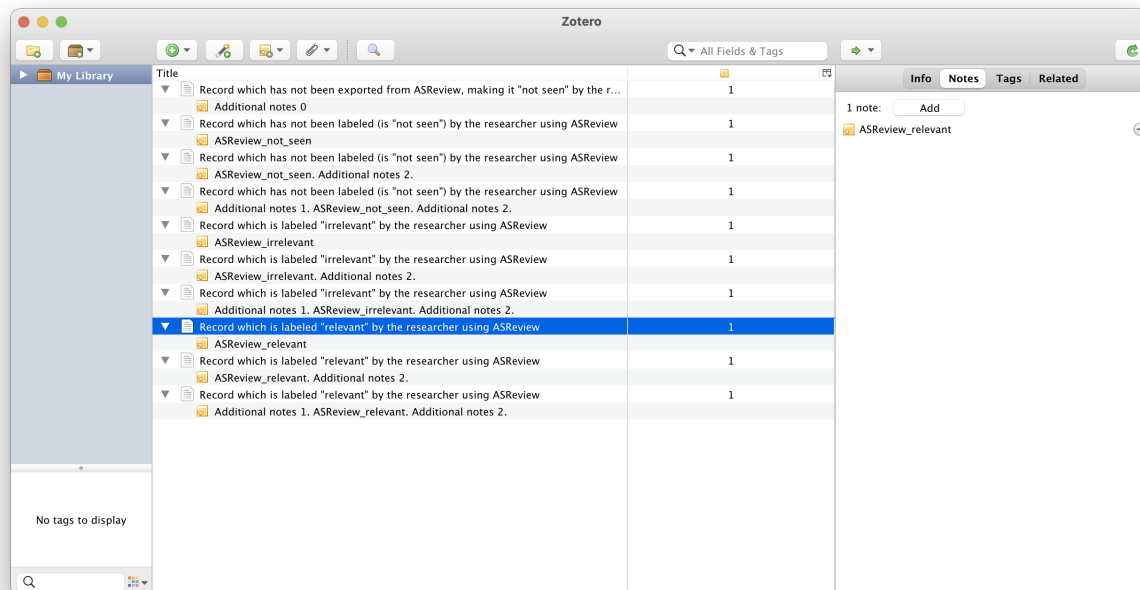 Zotero
All Fields & Tags
My Library
Title
Record which has not been exported from ASReview, making it "not seen" by the r... 1
Additional notes 0
Record which has not been labeled (is "not seen") by the researcher using ASReview 1
ASReview_not_seen
Record which has not been labeled (is "not seen") by the researcher using ASReview 1
ASReview_not_seen. Additional notes 2.
Record which has not been labeled (is "not seen") by the researcher using ASReview 1
Additional notes 1. ASReview_not_seen. Additional notes 2.
Record which is labeled "irrelevant" by the researcher using ASReview 1
ASReview_irrelevant
Record which is labeled "irrelevant" by the researcher using ASReview 1
ASReview_irrelevant. Additional notes 2.
Record which is labeled "irrelevant" by the researcher using ASReview 1
Additional notes 1. ASReview_irrelevant. Additional notes 2.
Record which is labeled "relevant" by the researcher using ASReview 1
ASReview_relevant
Record which is labeled "relevant" by the researcher using ASReview 1
ASReview_relevant. Additional notes 2.
Record which is labeled "relevant" by the researcher using ASReview 1
Additional notes 1. ASReview_relevant. Additional notes 2.
Info Notes Tags Related
1 note: Add
ASReview_relevant
No tags to display